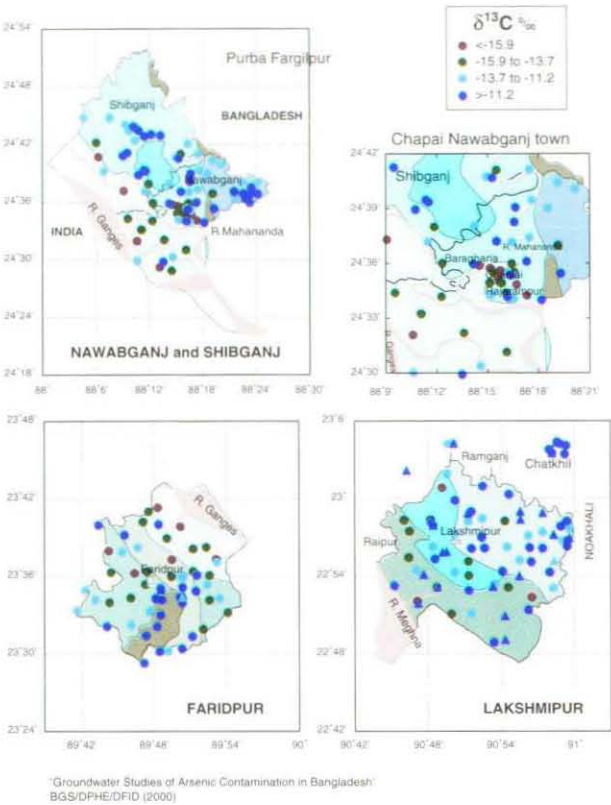 δ¹³C ‰
<-15.9
-15.9 to -13.7
-13.7 to -11.2
>-11.2
24˚54'
24˚48'
24˚42'
24˚36'
24˚30'
24˚24'
24˚18'
Purba Fargilpur
Shibganj
BANGLADESH
Nawabganj
INDIA
R. Ganges
R.Mahananda
NAWABGANJ and SHIBGANJ
88˚
88˚6'
88˚12'
88˚18'
88˚24'
88˚30'
Chapai Nawabganj town
24˚42'
24˚39'
24˚36'
24˚33'
24˚30'
Shibganj
R. Mahananda
Baragharia
Rajarampur
R. Ganges
88˚9'
88˚12'
88˚15'
88˚18'
88˚21'
23˚48'
23˚42'
23˚36'
23˚30'
23˚24'
R. Ganges
Faridpur
FARIDPUR
89˚42'
89˚48'
89˚54'
90˚
23˚6'
23˚
22˚54'
22˚48'
22˚42'
Ramganj
Chatkhil
Lakshmipur
Raipur
NOAKHALI
R. Meghna
LAKSHMIPUR
90˚42'
90˚48'
90˚54'
91˚
'Groundwater Studies of Arsenic Contamination in Bangladesh'
BGS/DPHE/DFID (2000)